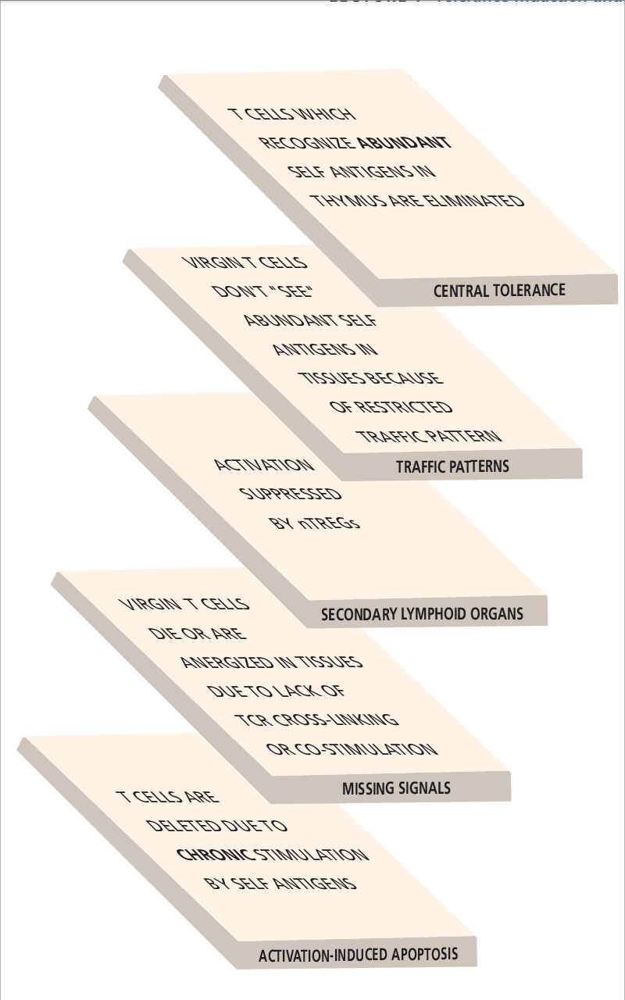 T CELLS WHICH
RECOGNIZE ABUNDANT
SELF ANTIGENS IN
THYMUS ARE ELIMINATED
CENTRAL TOLERANCE
VIRGIN T CELLS
DON'T "SEE"
ABUNDANT SELF
ANTIGENS IN
TISSUES BECAUSE
OF RESTRICTED
TRAFFIC PATTERN
TRAFFIC PATTERNS
ACTIVATION
SUPPRESSED
BY nTREGs
SECONDARY LYMPHOID ORGANS
VIRGIN T CELLS
DIE OR ARE
ANERGIZED IN TISSUES
DUE TO LACK OF
TCR CROSS-LINKING
OR CO-STIMULATION
MISSING SIGNALS
T CELLS ARE
DELETED DUE TO
CHRONIC STIMULATION
BY SELF ANTIGENS
ACTIVATION-INDUCED APOPTOSIS